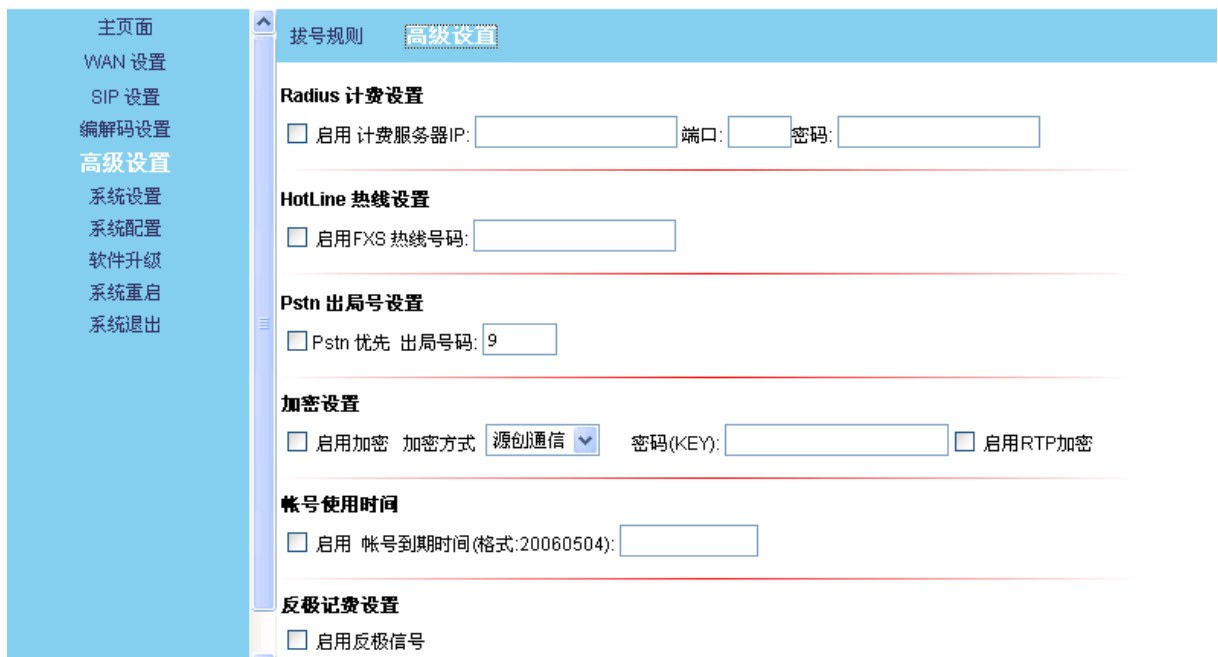 主页面
WAN 设置
SIP 设置
编解码设置
高级设置
系统设置
系统配置
软件升级
系统重启
系统退出
拔号规则 高级设置
Radius 计费设置
启用 计费服务器IP: 端口: 密码:
HotLine 热线设置
启用FXS 热线号码:
Pstn 出局号设置
Pstn 优先 出局号码: 9
加密设置
启用加密 加密方式 源创通信 密码(KEY): 启用RTP加密
帐号使用时间
启用 帐号到期时间(格式:20060504):
反极记费设置
启用反极信号